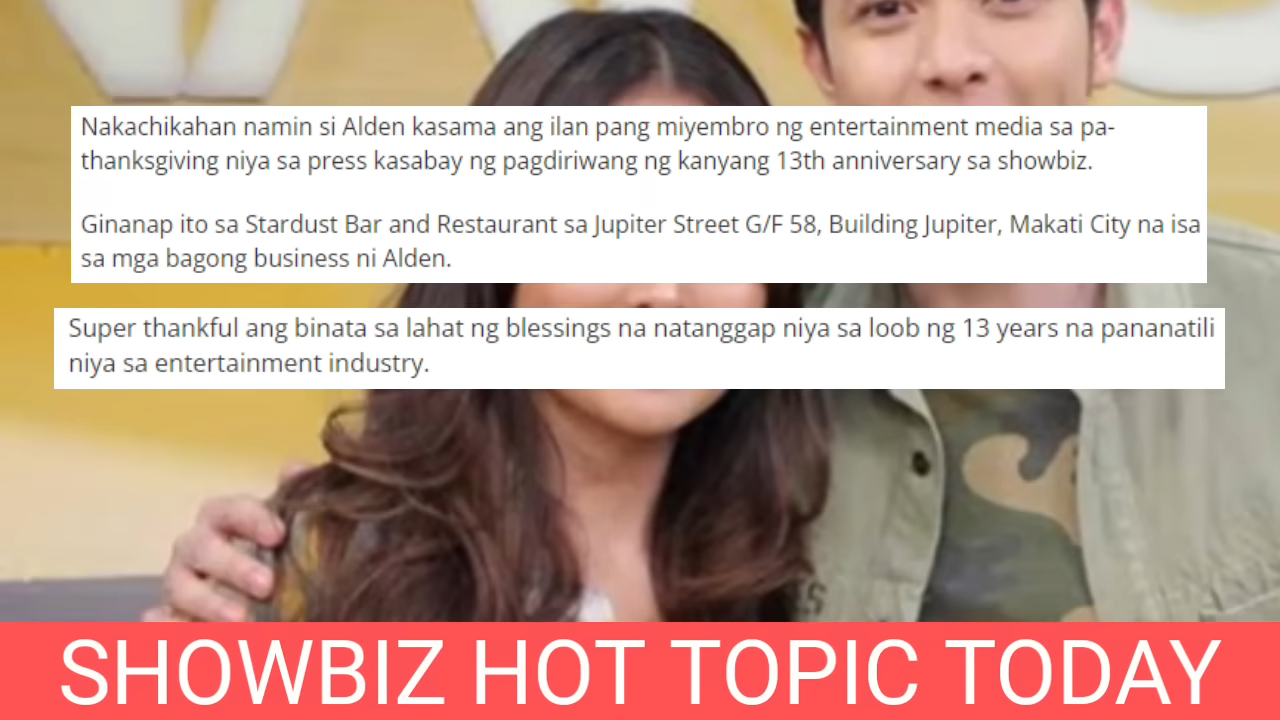 Nakachikahan namin si Alden kasama ang ilan pang miyembro ng entertainment media sa pa-
thanksgiving niya sa press kasabay ng pagdiriwang ng kanyang 13th anniversary sa showbiz.
Ginanap ito sa Stardust Bar and Restaurant sa Jupiter Street G/F 58, Building Jupiter, Makati City na isa
sa mga bagong business ni Alden.
Super thankful ang binata sa lahat ng blessings na natanggap niya sa loob ng 13 years na pananatili
niya sa entertainment industry.
SHOWBIZ HOT TOPIC TODAY